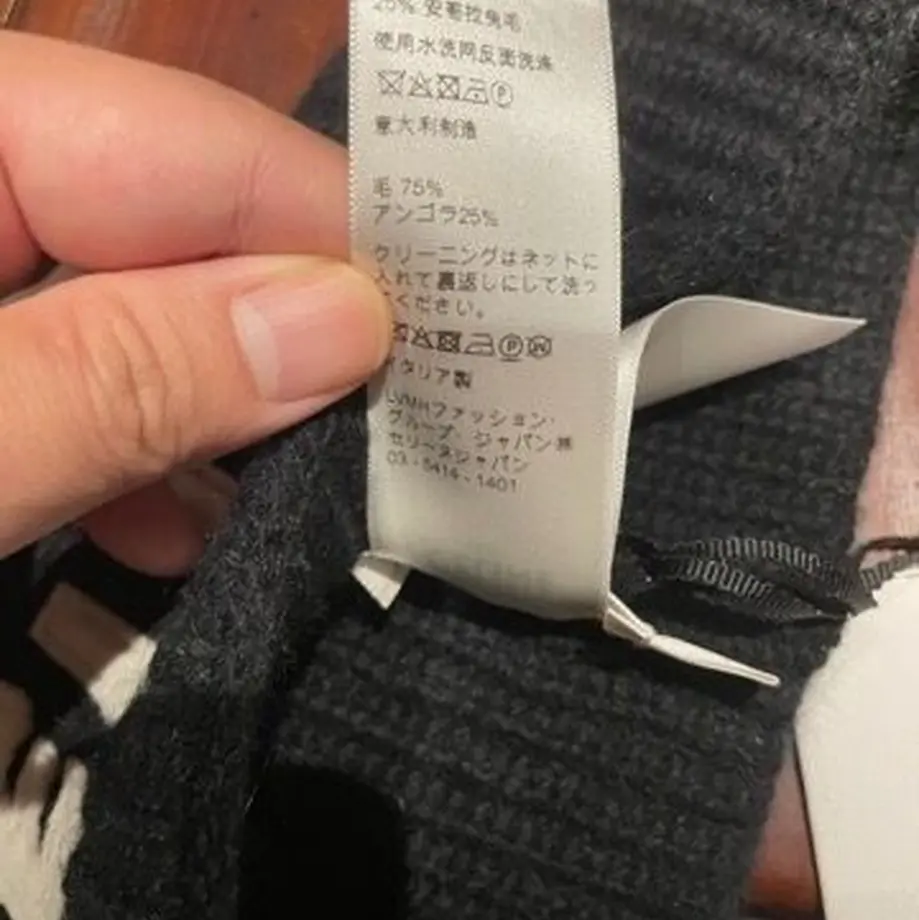 25% 安哥拉兔毛
使用水洗网反面洗涤
P
意大利制造
毛 75%
アンゴラ25%
クリーニングはネットに
入れて裏返しにして洗っ
ください。
P W
イタリア製
LVMHファッション・
グループ・ジャパン㈱
セリーヌジャパン
03-5414-1401